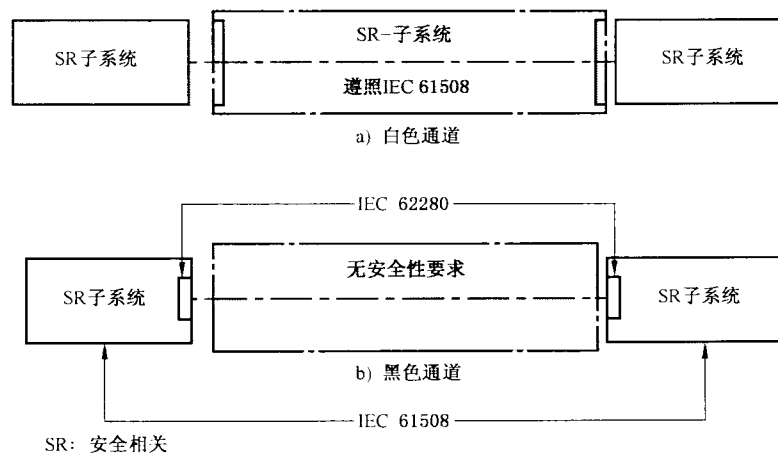 SR子系统
SR-子系统
SR子系统
遵照IEC 61508
a) 白色通道
IEC 62280
SR子系统
无安全性要求
SR子系统
b) 黑色通道
IEC 61508
SR: 安全相关